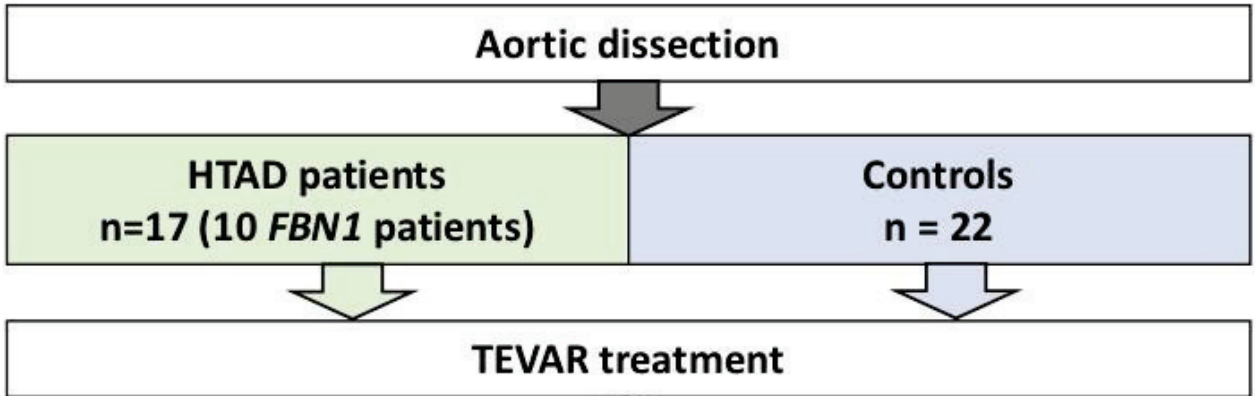 Aortic dissection
HTAD patients
n=17 (10 FBN1 patients)
Controls
n = 22
TEVAR treatment